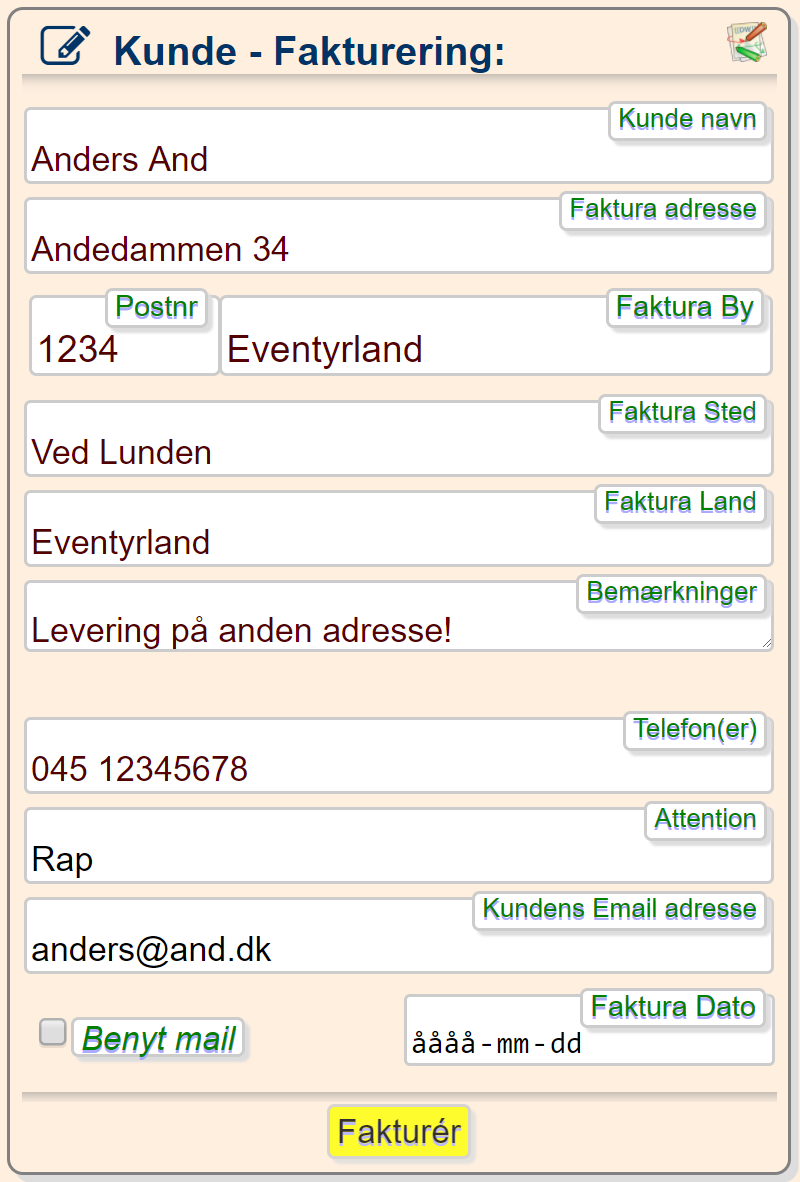 Kunde - Fakturering:
Kunde navn
Anders And
Faktura adresse
Andedammen 34
Postnr
1234
Faktura By
Eventyrland
Faktura Sted
Ved Lunden
Faktura Land
Eventyrland
Bemærkninger
Levering på anden adresse!
Telefon(er)
045 12345678
Attention
Rap
Kundens Email adresse
anders@and.dk
Benyt mail
Faktura Dato
åååå-mm-dd
Fakturér